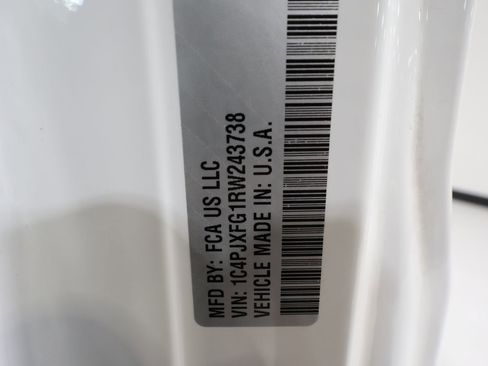 MFD BY: FCA US LLC
VIN: 1C4PJXFG1RW243738
VEHICLE MADE IN: U.S.A.